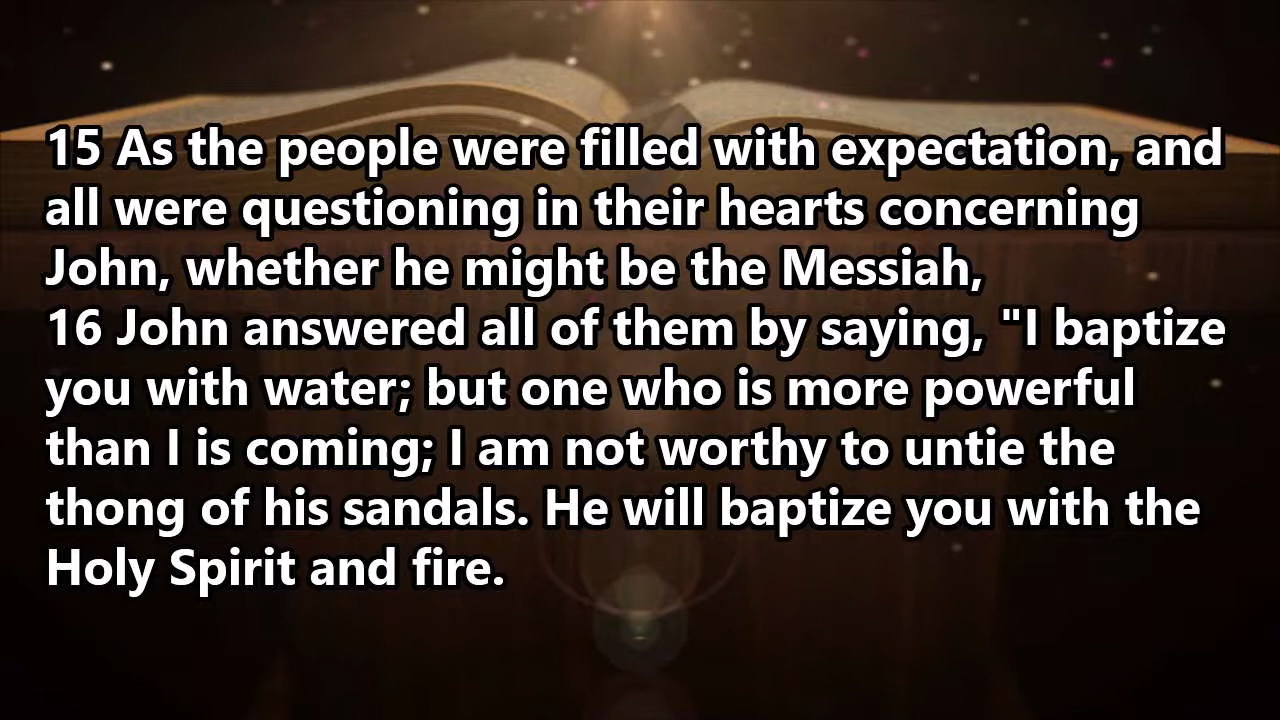 15 As the people were filled with expectation, and
all were questioning in their hearts concerning
John, whether he might be the Messiah,
16 John answered all of them by saying, "I baptize
you with water; but one who is more powerful
than I is coming; I am not worthy to untie the
thong of his sandals. He will baptize you with the
Holy Spirit and fire.